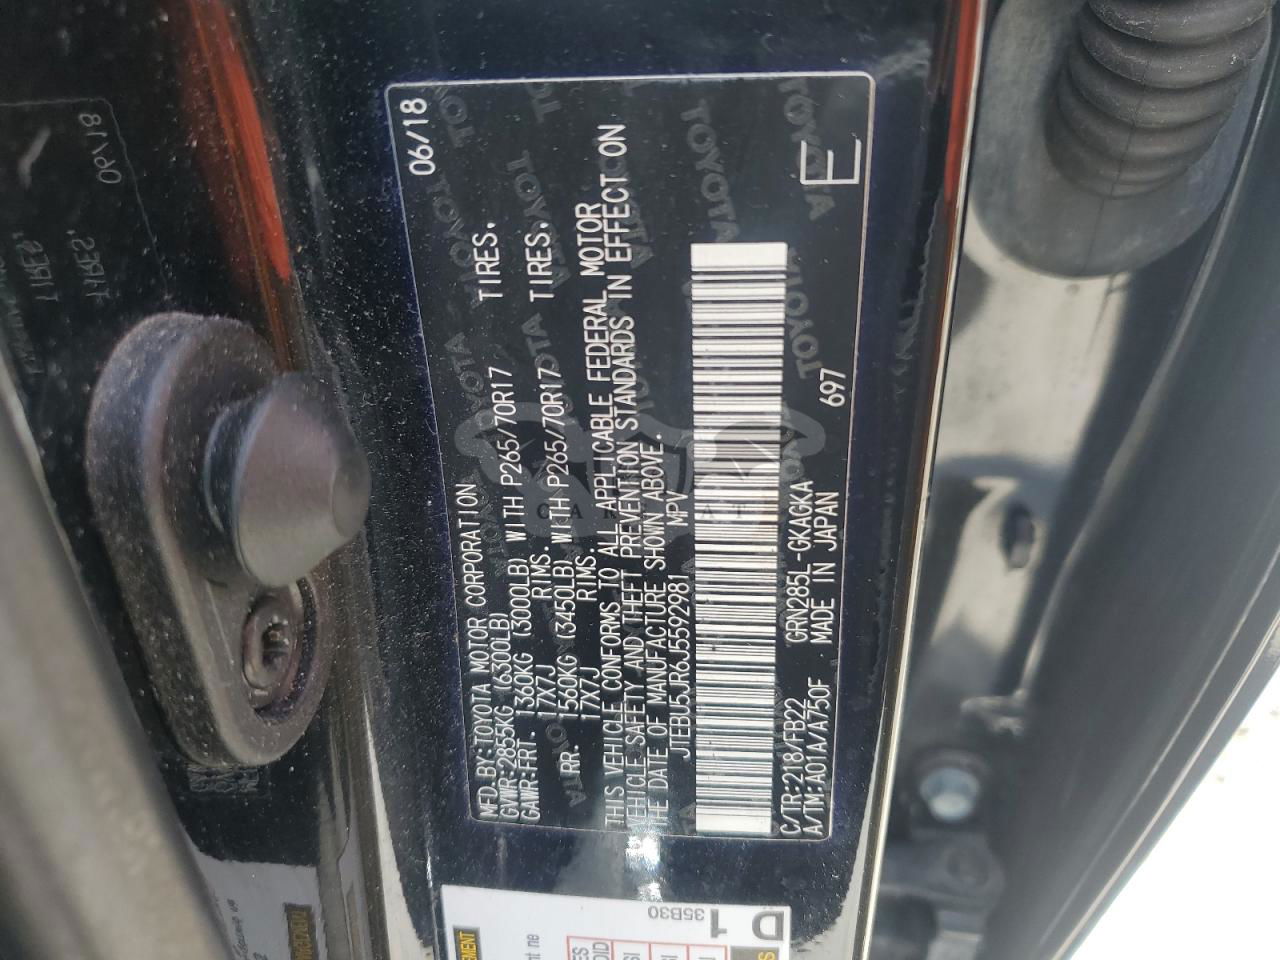 MFD. BY:TOYOTA MOTOR CORPORATION 06/18
GVWR:2855KG (6300LB)
GAWR:FRT. 1360KG (3000LB) WITH P265/70R17 TIRES.
17X7J RIMS.
RR. 1560KG (3450LB) WITH P265/70R17 TIRES.
17X7J RIMS.
THIS VEHICLE CONFORMS TO ALL APPLICABLE FEDERAL MOTOR
VEHICLE SAFETY AND THEFT PREVENTION STANDARDS IN EFFECT ON
THE DATE OF MANUFACTURE SHOWN ABOVE.
JTEBU5JR6J5592981 MPV
C/TR:218/FB22 GRN285L-GKAGKA 697
A/TM:A01A/A750F MADE IN JAPAN
E
D
1
35B30